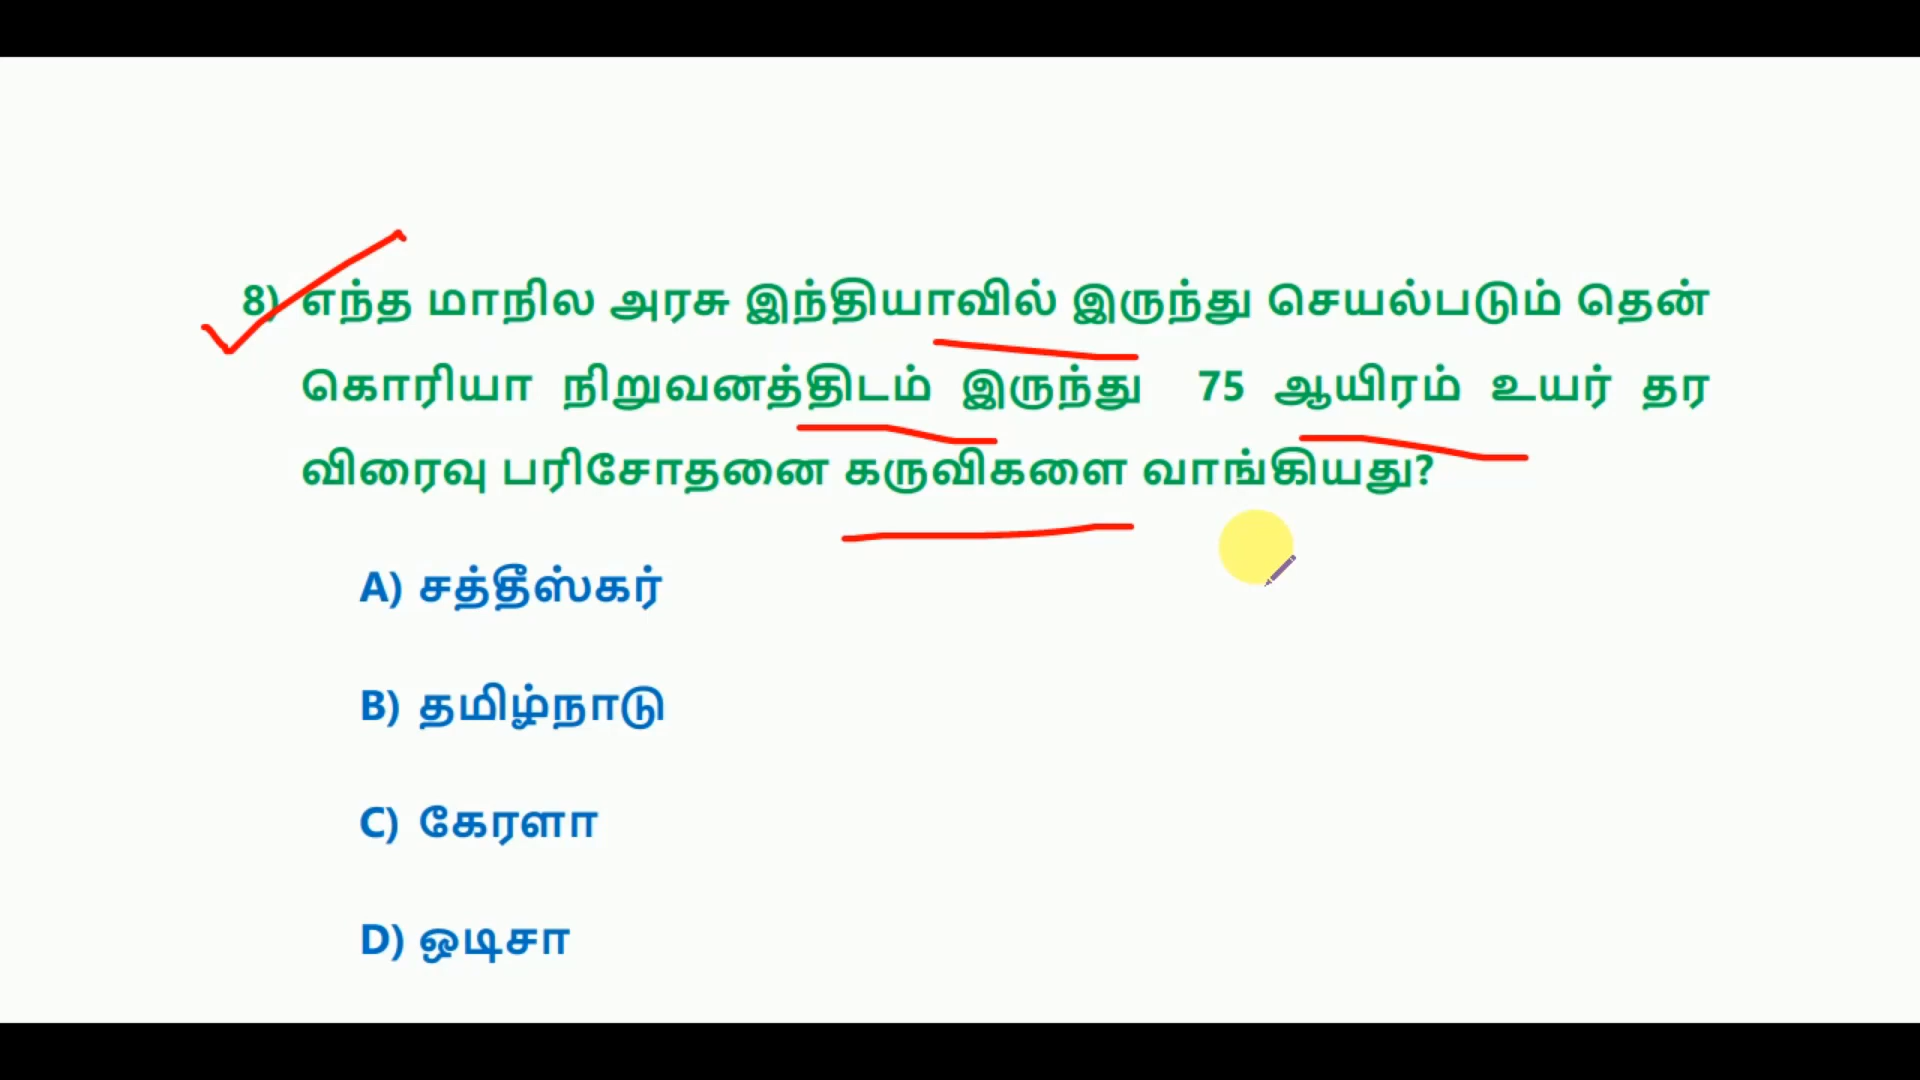 8) எந்த மாநில அரசு இந்தியாவில் இருந்து செயல்படும் தென்
கொரியா நிறுவனத்திடம் இருந்து 75 ஆயிரம் உயர் தர
விரைவு பரிசோதனை கருவிகளை வாங்கியது?
A) சத்தீஸ்கர்
B) தமிழ்நாடு
C) கேரளா
D) ஒடிசா